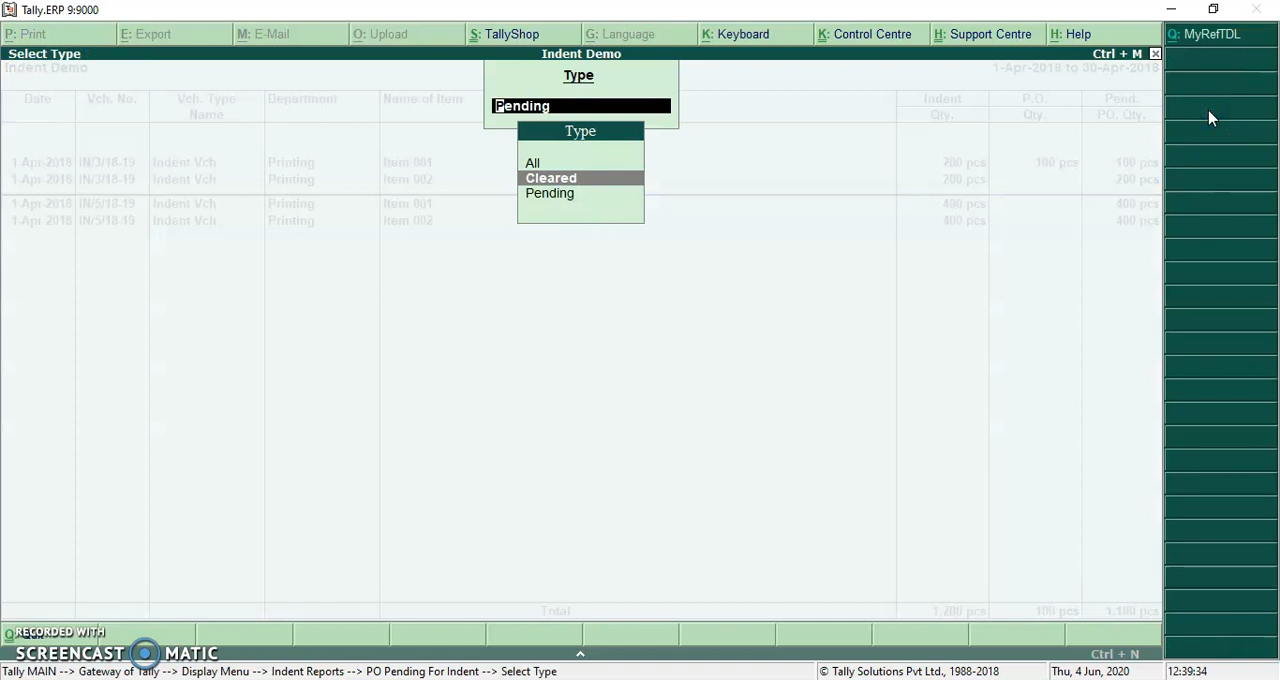 Tally.ERP 9:9000
P: Print E: Export M: E-Mail O: Upload S: TallyShop G: Language K: Keyboard K: Control Centre H: Support Centre H: Help Q: MyRefTDL
Select Type Indent Demo Ctrl + M
Indent Demo Type 1-Apr-2018 to 30-Apr-2018
Date Vch. No. Vch. Type Name Department Name of Item Indent Qty. P.O. Qty. Pend. PO. Qty.
Pending
Type
All
Cleared
Pending
1-Apr-2018 IN/3/18-19 Indent Vch Printing Item 001 200 pcs 100 pcs 100 pcs
1-Apr-2018 IN/3/18-19 Indent Vch Printing Item 002 200 pcs 200 pcs
1-Apr-2018 IN/5/18-19 Indent Vch Printing Item 001 400 pcs 400 pcs
1-Apr-2018 IN/5/18-19 Indent Vch Printing Item 002 400 pcs 400 pcs
Total 1,200 pcs 100 pcs 1,100 pcs
Q:
RECORDED WITH
SCREENCAST MATIC
Ctrl + N
Tally MAIN --> Gateway of Tally --> Display Menu --> Indent Reports --> PO Pending For Indent --> Select Type © Tally Solutions Pvt Ltd., 1988-2018 Thu, 4 Jun, 2020 12:39:34